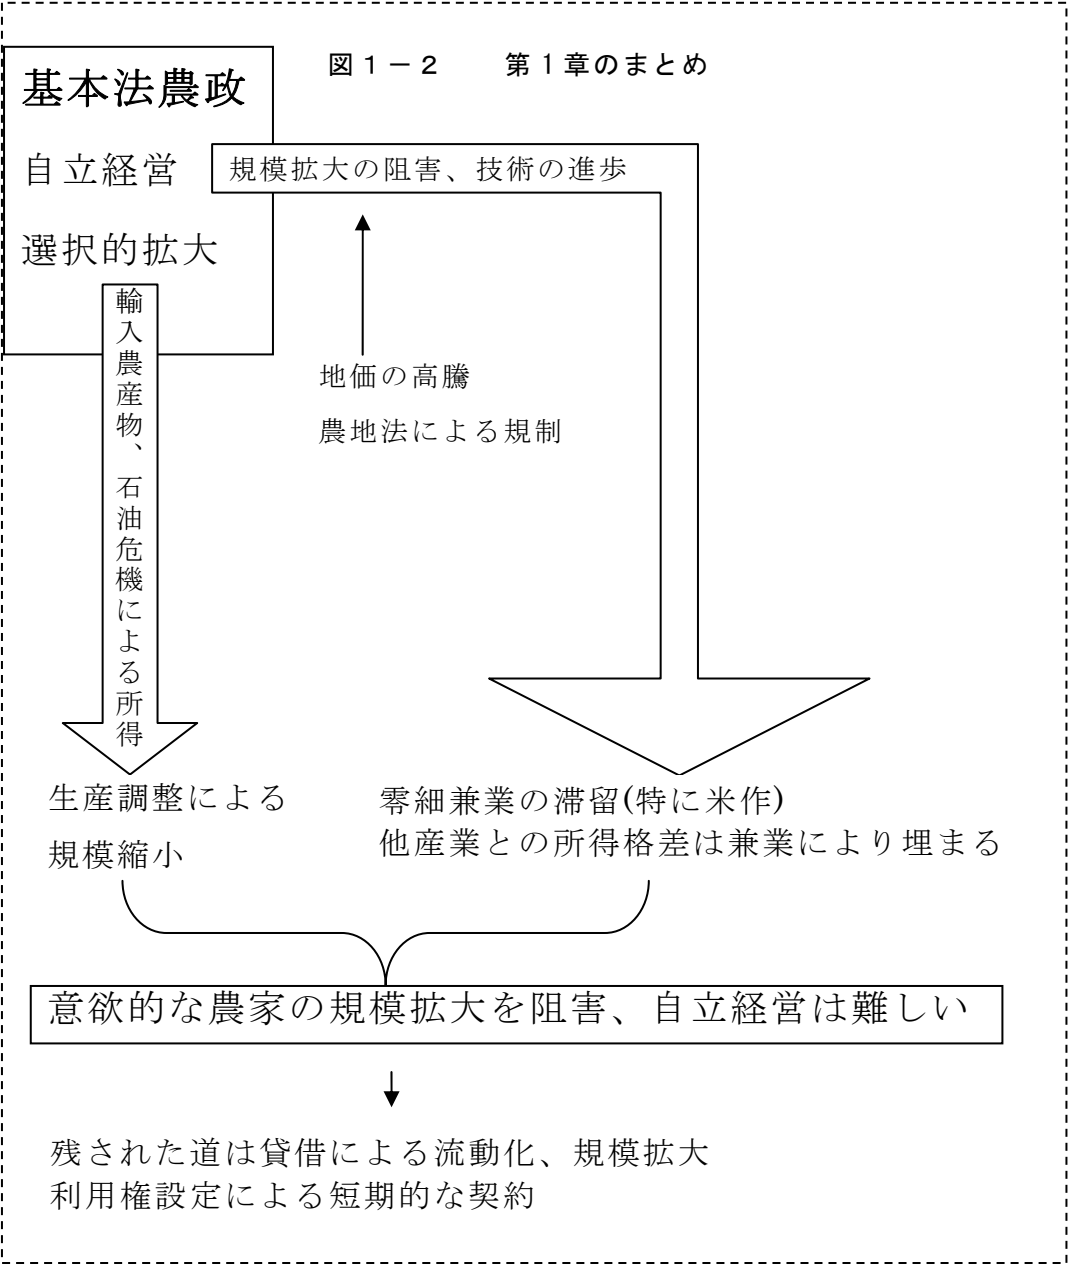 図１－２　　第１章のまとめ
基本法農政
自立経営
規模拡大の阻害、技術の進歩
選択的拡大
輸入農産物、石油危機による所得
地価の高騰
農地法による規制
生産調整による
規模縮小
零細兼業の滞留(特に米作)
他産業との所得格差は兼業により埋まる
意欲的な農家の規模拡大を阻害、自立経営は難しい
残された道は貸借による流動化、規模拡大
利用権設定による短期的な契約